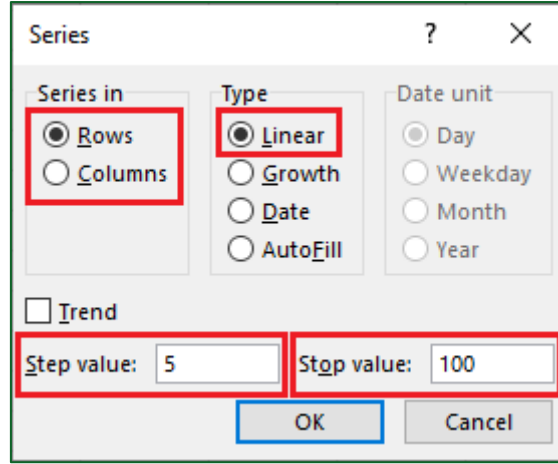 Series ? ×
Series in Type Date unit
Rows Linear Day
Columns Growth Weekday
Date Month
AutoFill Year
Trend
Step value: 5 Stop value: 100
OK Cancel